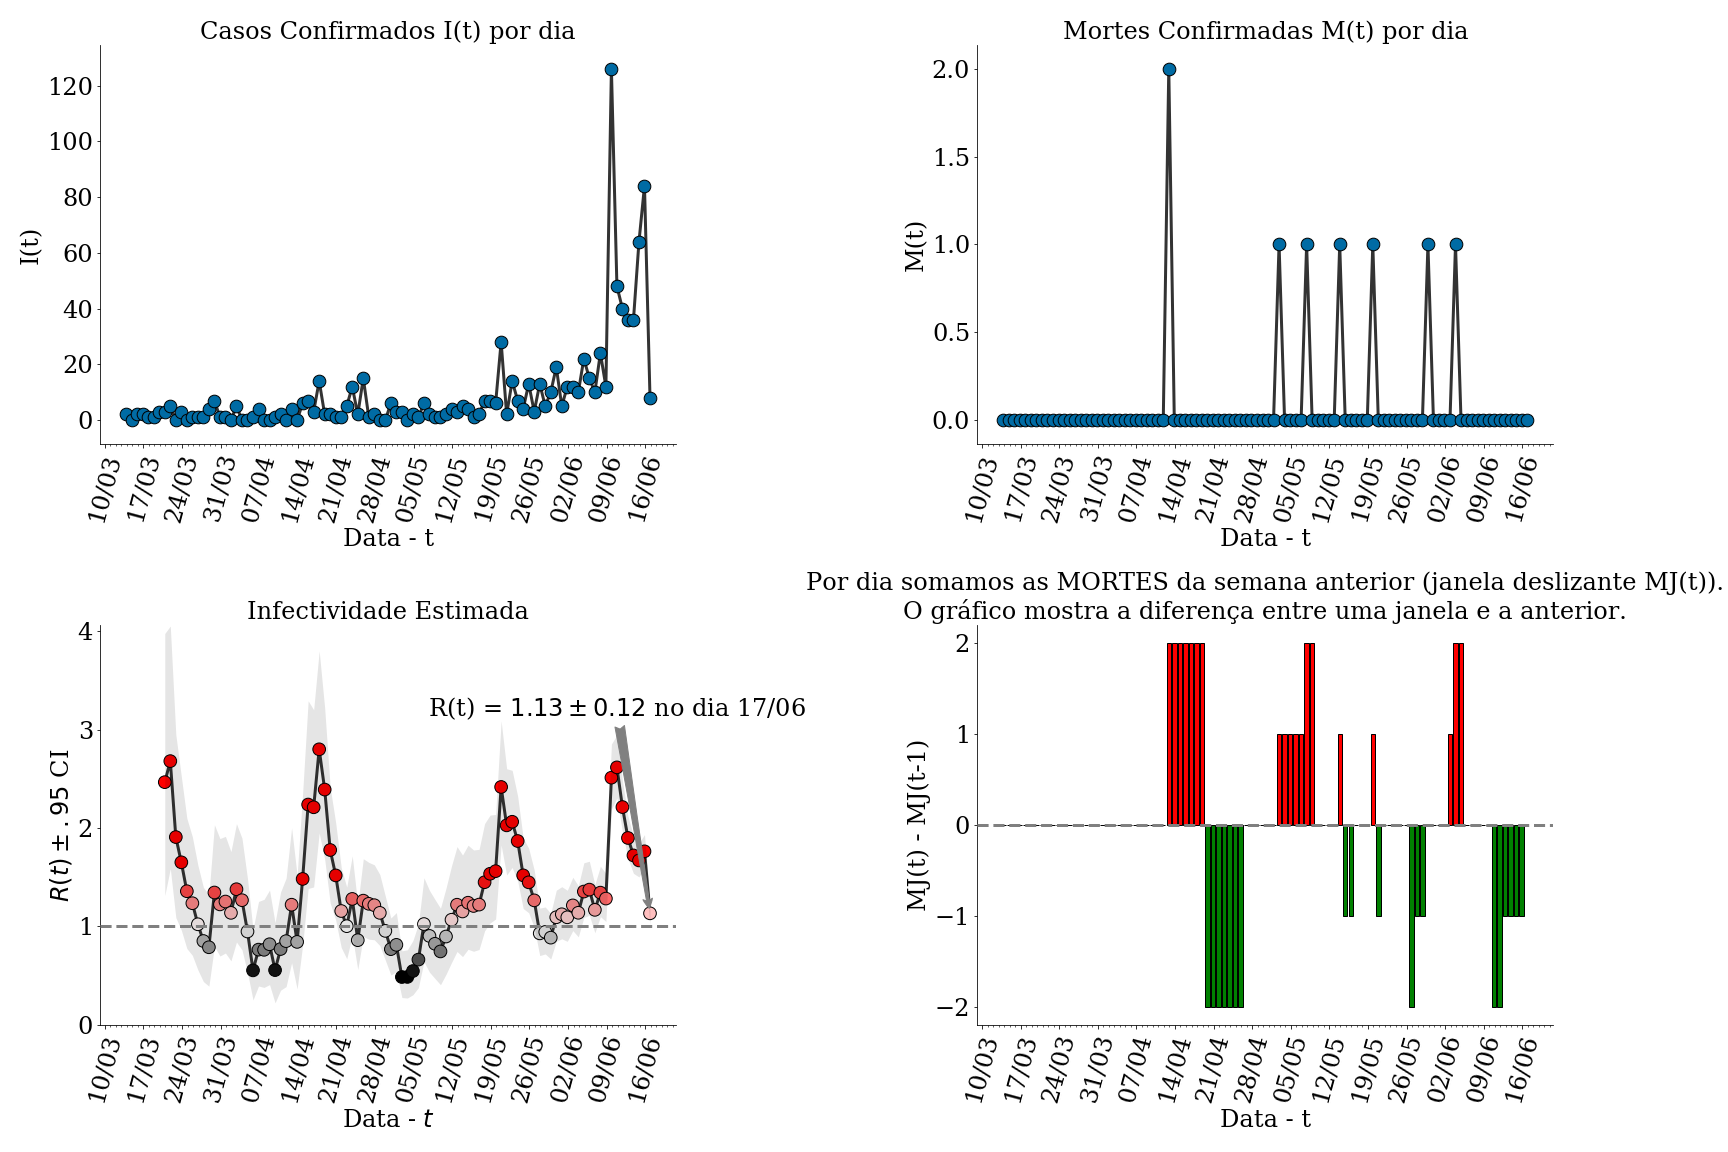 Casos Confirmados I(t) por dia
I(t)
120
100
80
60
40
20
0
10/03 17/03 24/03 31/03 07/04 14/04 21/04 28/04 05/05 12/05 19/05 26/05 02/06 09/06 16/06
Data - t
Mortes Confirmadas M(t) por dia
M(t)
2.0
1.5
1.0
0.5
0.0
10/03 17/03 24/03 31/03 07/04 14/04 21/04 28/04 05/05 12/05 19/05 26/05 02/06 09/06 16/06
Data - t
Infectividade Estimada
R(t) ± .95 CI
4
3
2
1
0
R(t) = 1.13 ± 0.12 no dia 17/06
10/03 17/03 24/03 31/03 07/04 14/04 21/04 28/04 05/05 12/05 19/05 26/05 02/06 09/06 16/06
Data - t
Por dia somamos as MORTES da semana anterior (janela deslizante MJ(t)).
O gráfico mostra a diferença entre uma janela e a anterior.
MJ(t) - MJ(t-1)
2
1
0
−1
−2
10/03 17/03 24/03 31/03 07/04 14/04 21/04 28/04 05/05 12/05 19/05 26/05 02/06 09/06 16/06
Data - t